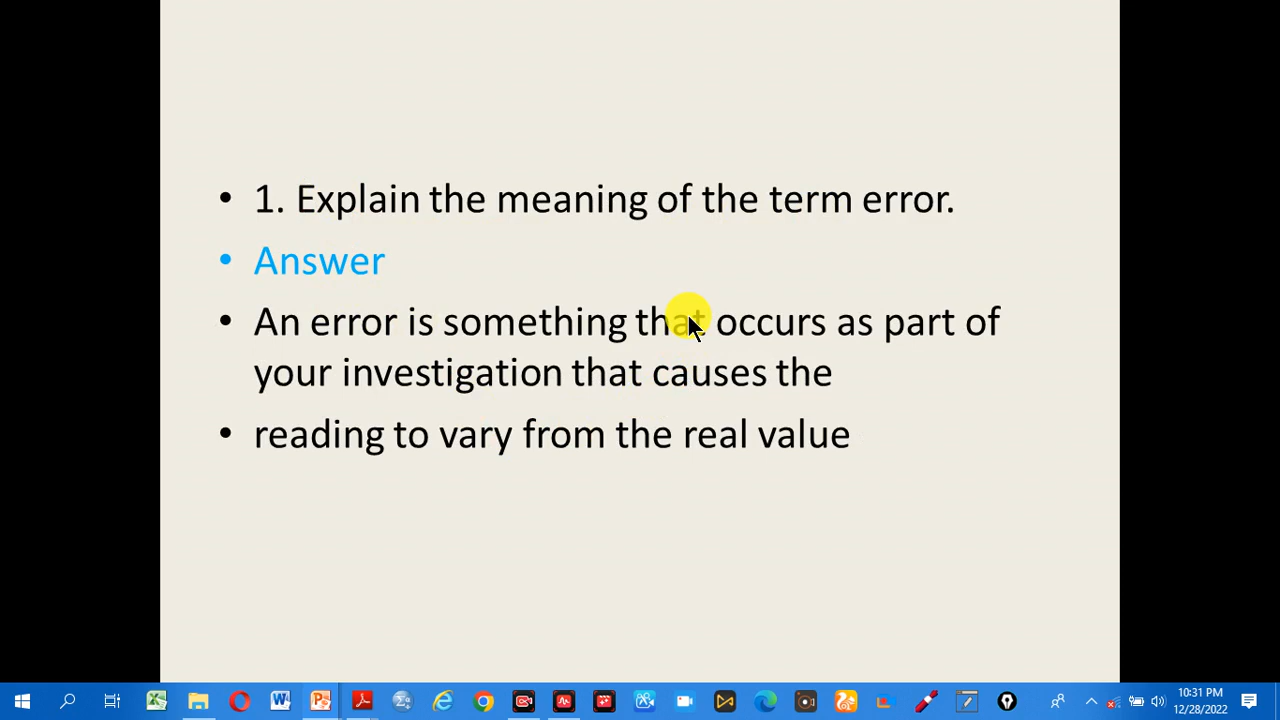 • 1. Explain the meaning of the term error.
• Answer
• An error is something that occurs as part of
your investigation that causes the
• reading to vary from the real value
10:31 PM
12/28/2022